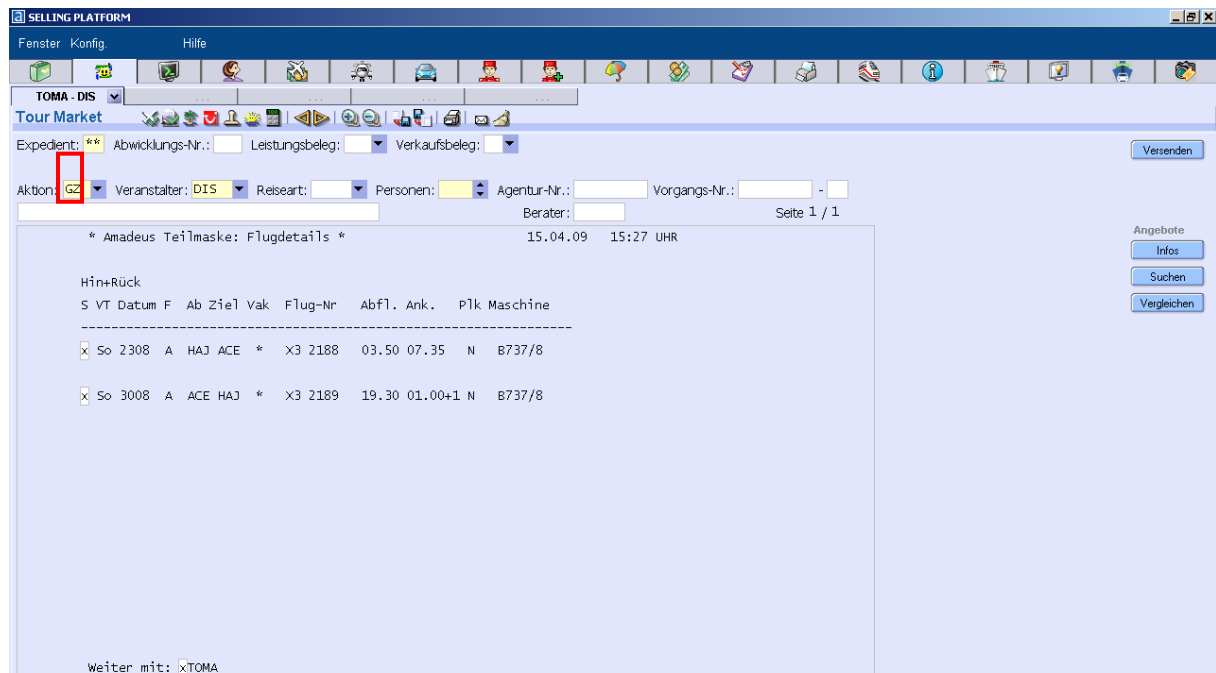 a SELLING PLATFORM
Fenster Konfig. Hilfe
TOMA - DIS ... ... ... ...
Tour Market
Expedient: ** Abwicklungs-Nr.: Leistungsbeleg: Verkaufsbeleg: Versenden
Aktion: GZ Veranstalter: DIS Reiseart: Personen: Agentur-Nr.: Vorgangs-Nr.: -
Berater: Seite 1 / 1
* Amadeus Teilmaske: Flugdetails * 15.04.09 15:27 UHR
Angebote
Infos
Hin+Rück
Suchen
S VT Datum F Ab Ziel Vak Flug-Nr Abfl. Ank. Plk Maschine
Vergleichen
-----------------------------------------------------------------
x So 2308 A HAJ ACE * X3 2188 03.50 07.35 N B737/8
x So 3008 A ACE HAJ * X3 2189 19.30 01.00+1 N B737/8
Weiter mit: xTOMA